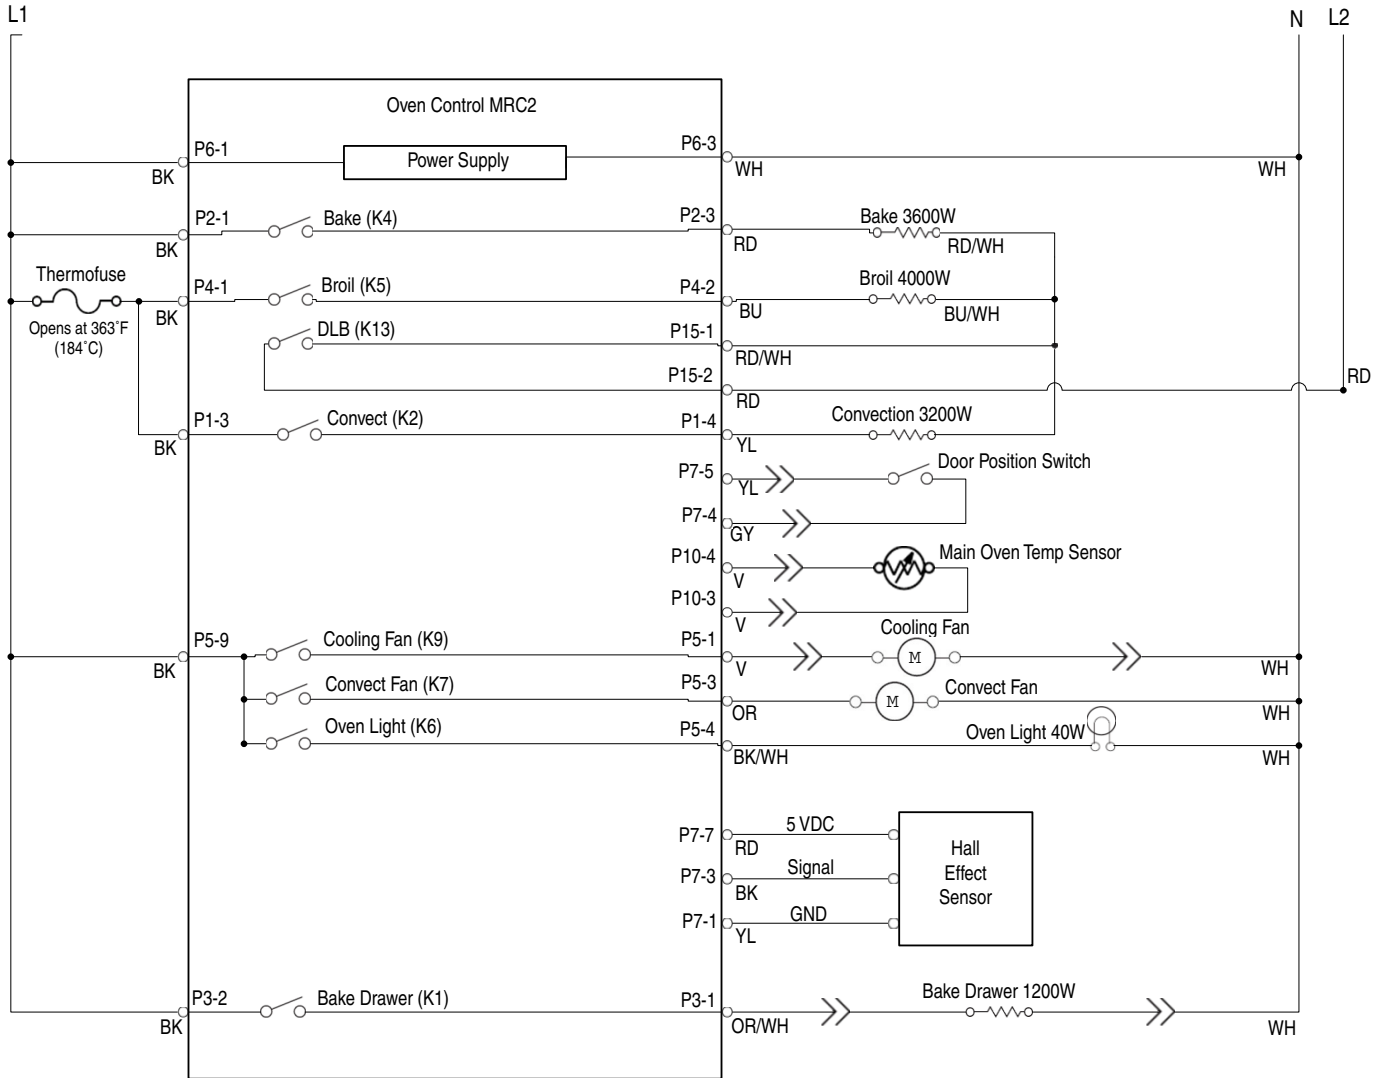 L1
N L2
Oven Control MRC2
P6-1 Power Supply P6-3
BK WH WH
P2-1 Bake (K4) P2-3 Bake 3600W
BK RD RD/WH
Thermofuse P4-1 Broil (K5) P4-2 Broil 4000W
BK BU BU/WH
Opens at 363˚F
(184˚C)
DLB (K13) P15-1
RD/WH
P15-2 RD
RD
P1-3 Convect (K2) P1-4 Convection 3200W
BK YL
P7-5 Door Position Switch
YL
P7-4
GY
P10-4 Main Oven Temp Sensor
V
P10-3
V
P5-9 Cooling Fan (K9) P5-1 Cooling Fan
M
BK V WH
Convect Fan (K7) P5-3 Convect Fan
M
OR WH
Oven Light (K6) P5-4 Oven Light 40W
BK/WH WH
P7-7 5 VDC
RD
P7-3 Signal
BK
P7-1 GND
YL
Hall
Effect
Sensor
P3-2 Bake Drawer (K1) P3-1 Bake Drawer 1200W
BK OR/WH WH